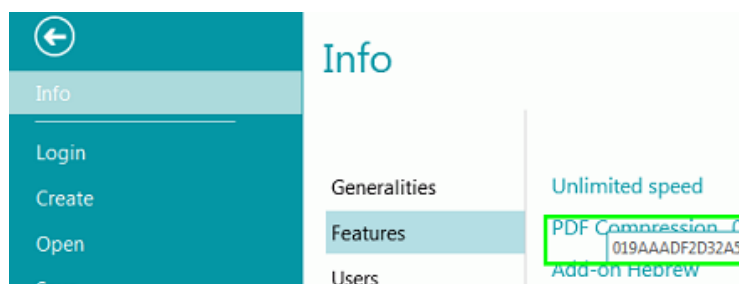 Info
Info
Login
Create
Open
Generalities
Features
Users
Unlimited speed
PDF Compression
019AAADF2D32A5
Add-on Hebrew